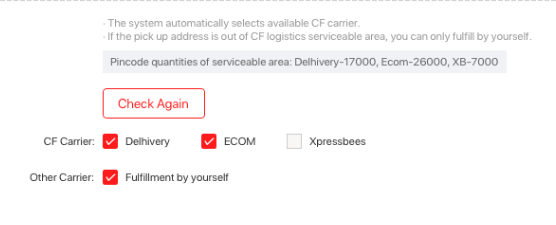 · The system automatically selects available CF carrier.
· If the pick up address is out of CF logistics serviceable area, you can only fulfill by yourself.
Pincode quantities of serviceable area: Delhivery-17000, Ecom-26000, XB-7000
Check Again
CF Carrier: Delhivery ECOM Xpressbees
Other Carrier: Fulfillment by yourself